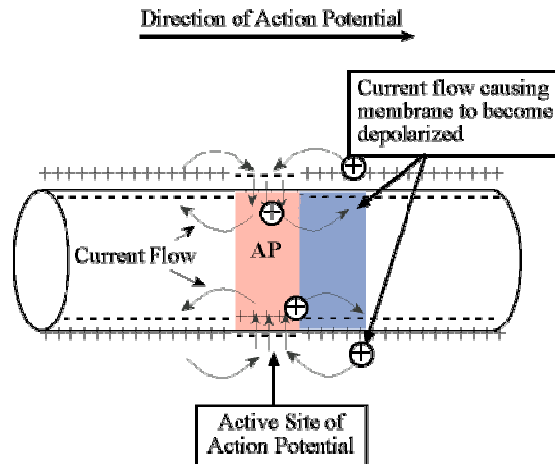 Direction of Action Potential
Current flow causing
membrane to become
depolarized
Current Flow
AP
Active Site of
Action Potential